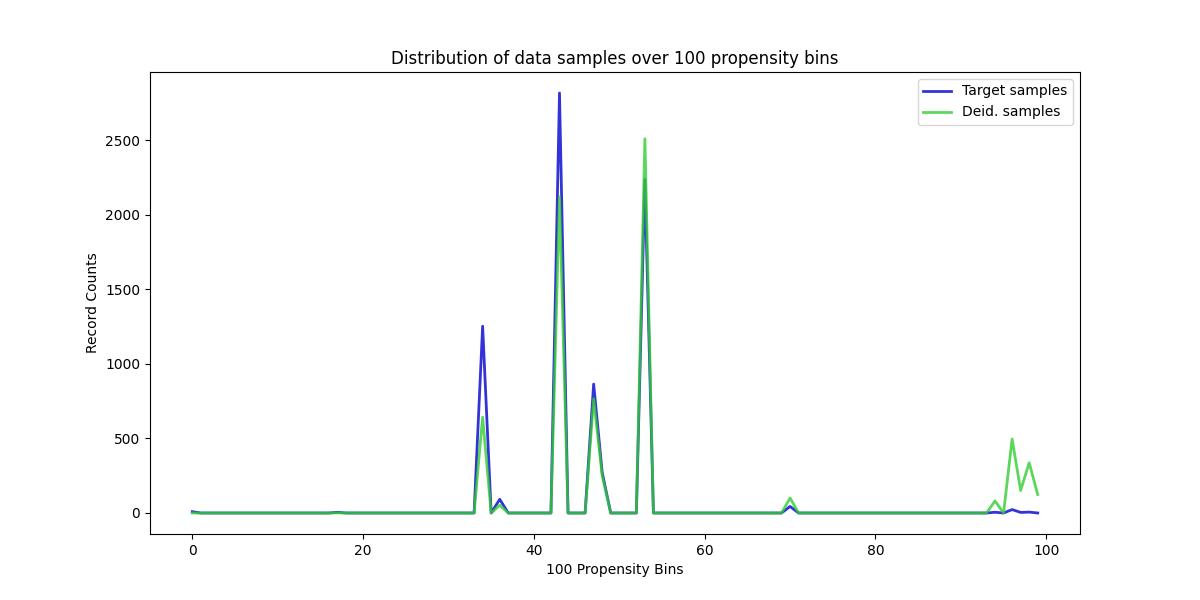 Distribution of data samples over 100 propensity bins
Target samples
Deid. samples
2500
2000
1500
1000
500
0
Record Counts
0 20 40 60 80 100
100 Propensity Bins